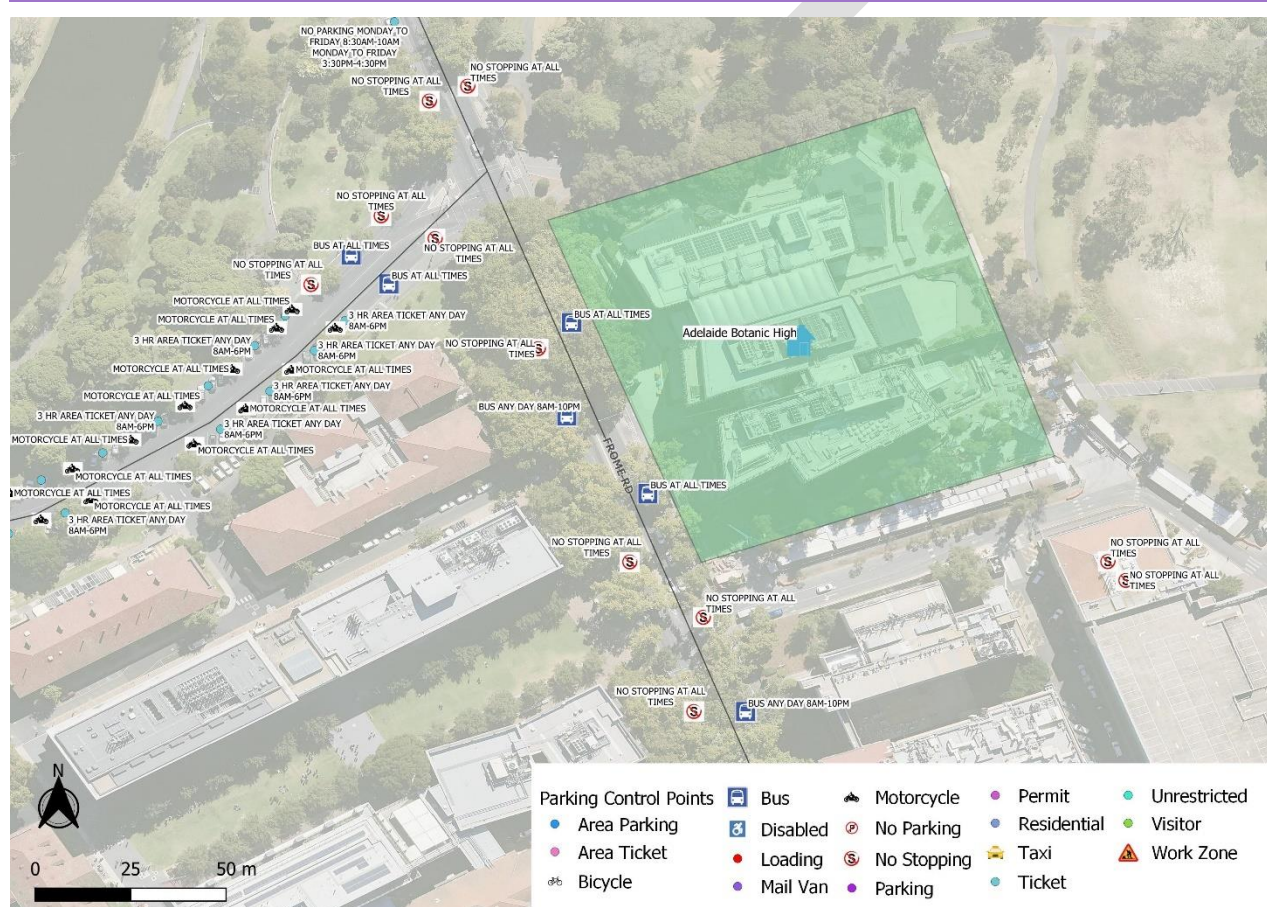 NO PARKING MONDAY TO
FRIDAY 8:30AM-10AM
MONDAY TO FRIDAY
3:30PM-4:30PM
NO STOPPING AT ALL
TIMES
NO STOPPING AT ALL
TIMES
NO STOPPING AT ALL
TIMES
NO STOPPING AT ALL
TIMES
BUS AT ALL TIMES
NO STOPPING AT ALL
TIMES
BUS AT ALL TIMES
MOTORCYCLE AT ALL TIMES
MOTORCYCLE AT ALL TIMES
3 HR AREA TICKET ANY DAY
8AM-6PM
BUS AT ALL TIMES
Adelaide Botanic High
3 HR AREA TICKET ANY DAY
8AM-6PM
3 HR AREA TICKET ANY DAY
8AM-6PM
NO STOPPING AT ALL
TIMES
MOTORCYCLE AT ALL TIMES
MOTORCYCLE AT ALL TIMES
3 HR AREA TICKET ANY DAY
8AM-6PM
MOTORCYCLE AT ALL TIMES
MOTORCYCLE AT ALL TIMES
BUS ANY DAY 8AM-10PM
3 HR AREA TICKET ANY DAY
8AM-6PM
3 HR AREA TICKET ANY DAY
8AM-6PM
MOTORCYCLE AT ALL TIMES
MOTORCYCLE AT ALL TIMES
FROME RD
MOTORCYCLE AT ALL TIMES
BUS AT ALL TIMES
MOTORCYCLE AT ALL TIMES
MOTORCYCLE AT ALL TIMES
3 HR AREA TICKET ANY DAY
8AM-6PM
NO STOPPING AT ALL
TIMES
NO STOPPING AT ALL
TIMES
NO STOPPING AT ALL
TIMES
NO STOPPING AT ALL
TIMES
NO STOPPING AT ALL
TIMES
BUS ANY DAY 8AM-10PM
N
0 25 50 m
Parking Control Points
Area Parking
Area Ticket
Bicycle
Bus
Disabled
Loading
Mail Van
Motorcycle
No Parking
No Stopping
Parking
Permit
Residential
Taxi
Ticket
Unrestricted
Visitor
Work Zone